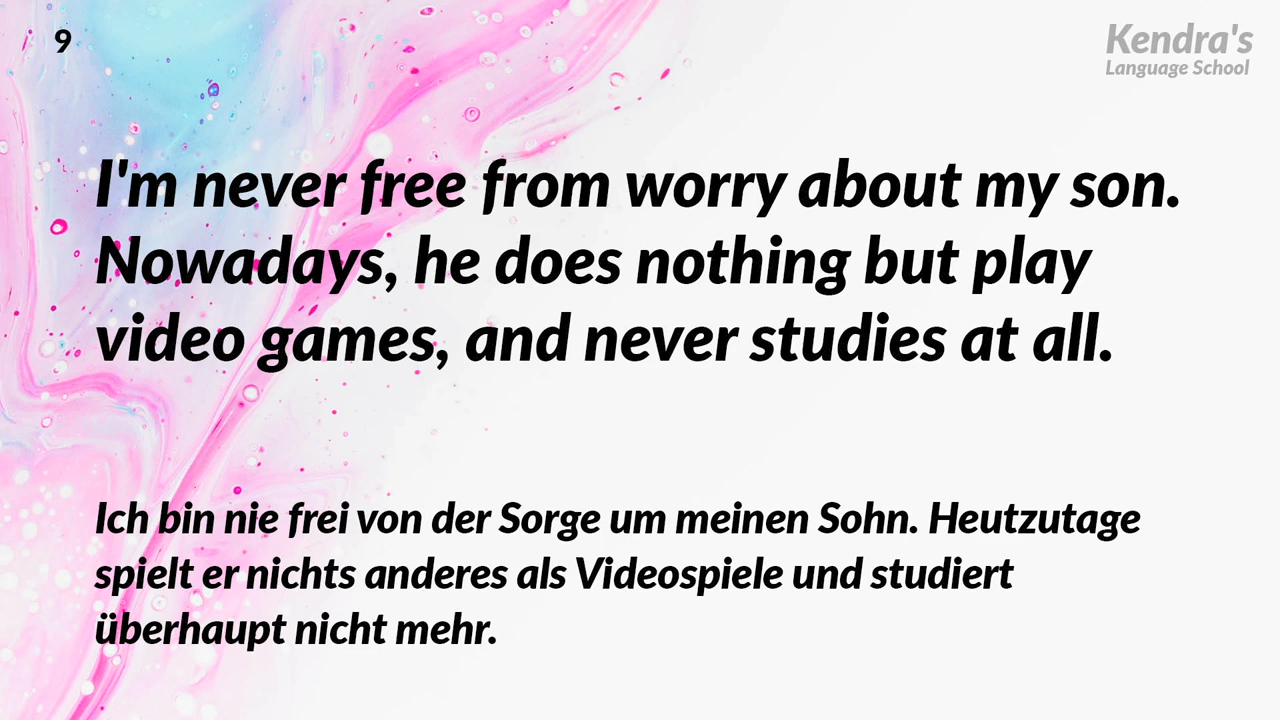 9
Kendra's
Language School
I'm never free from worry about my son.
Nowadays, he does nothing but play
video games, and never studies at all.
Ich bin nie frei von der Sorge um meinen Sohn. Heutzutage
spielt er nichts anderes als Videospiele und studiert
überhaupt nicht mehr.